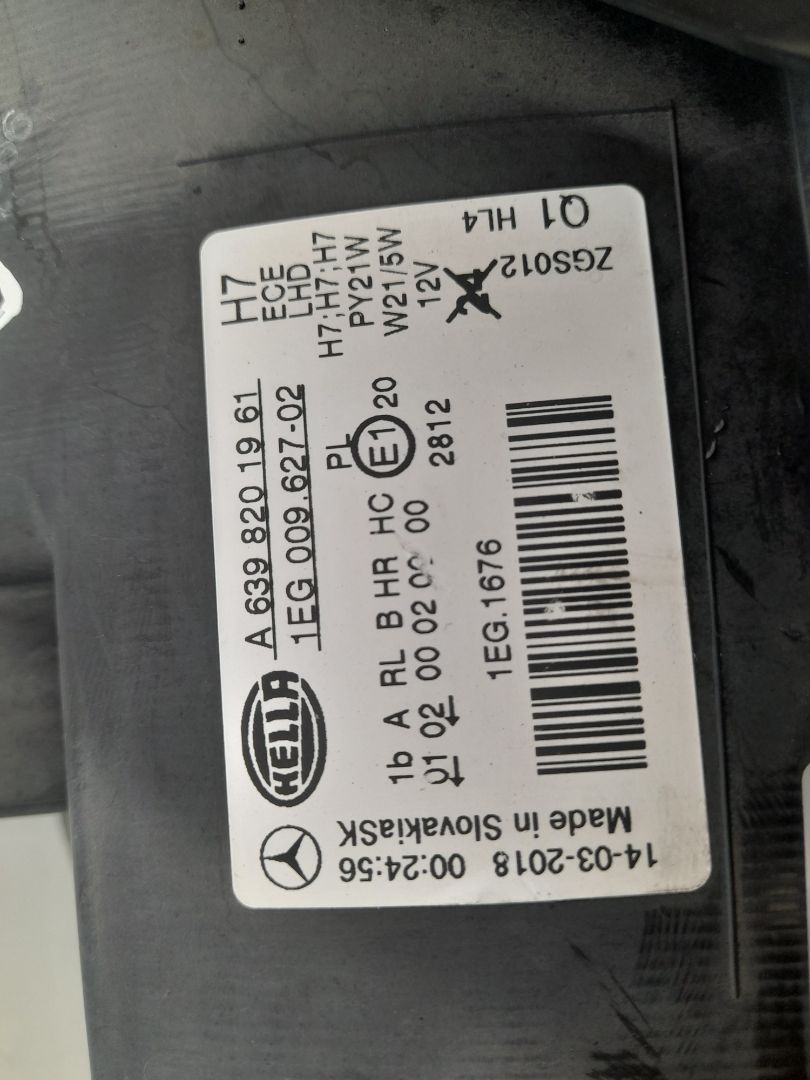 H7
ECE
LHD
H7;H7;H7
PY21W
W21/5W
12V
A 639 820 19 61
1EG 009.627-02
PL
E1 20
2812
HELLA
1b A RL B HR HC
01 02 00 02 00
1EG.1676
Q1 HL4
ZGS012
Made in SlovakiaSK
14-03-2018 00:24:56